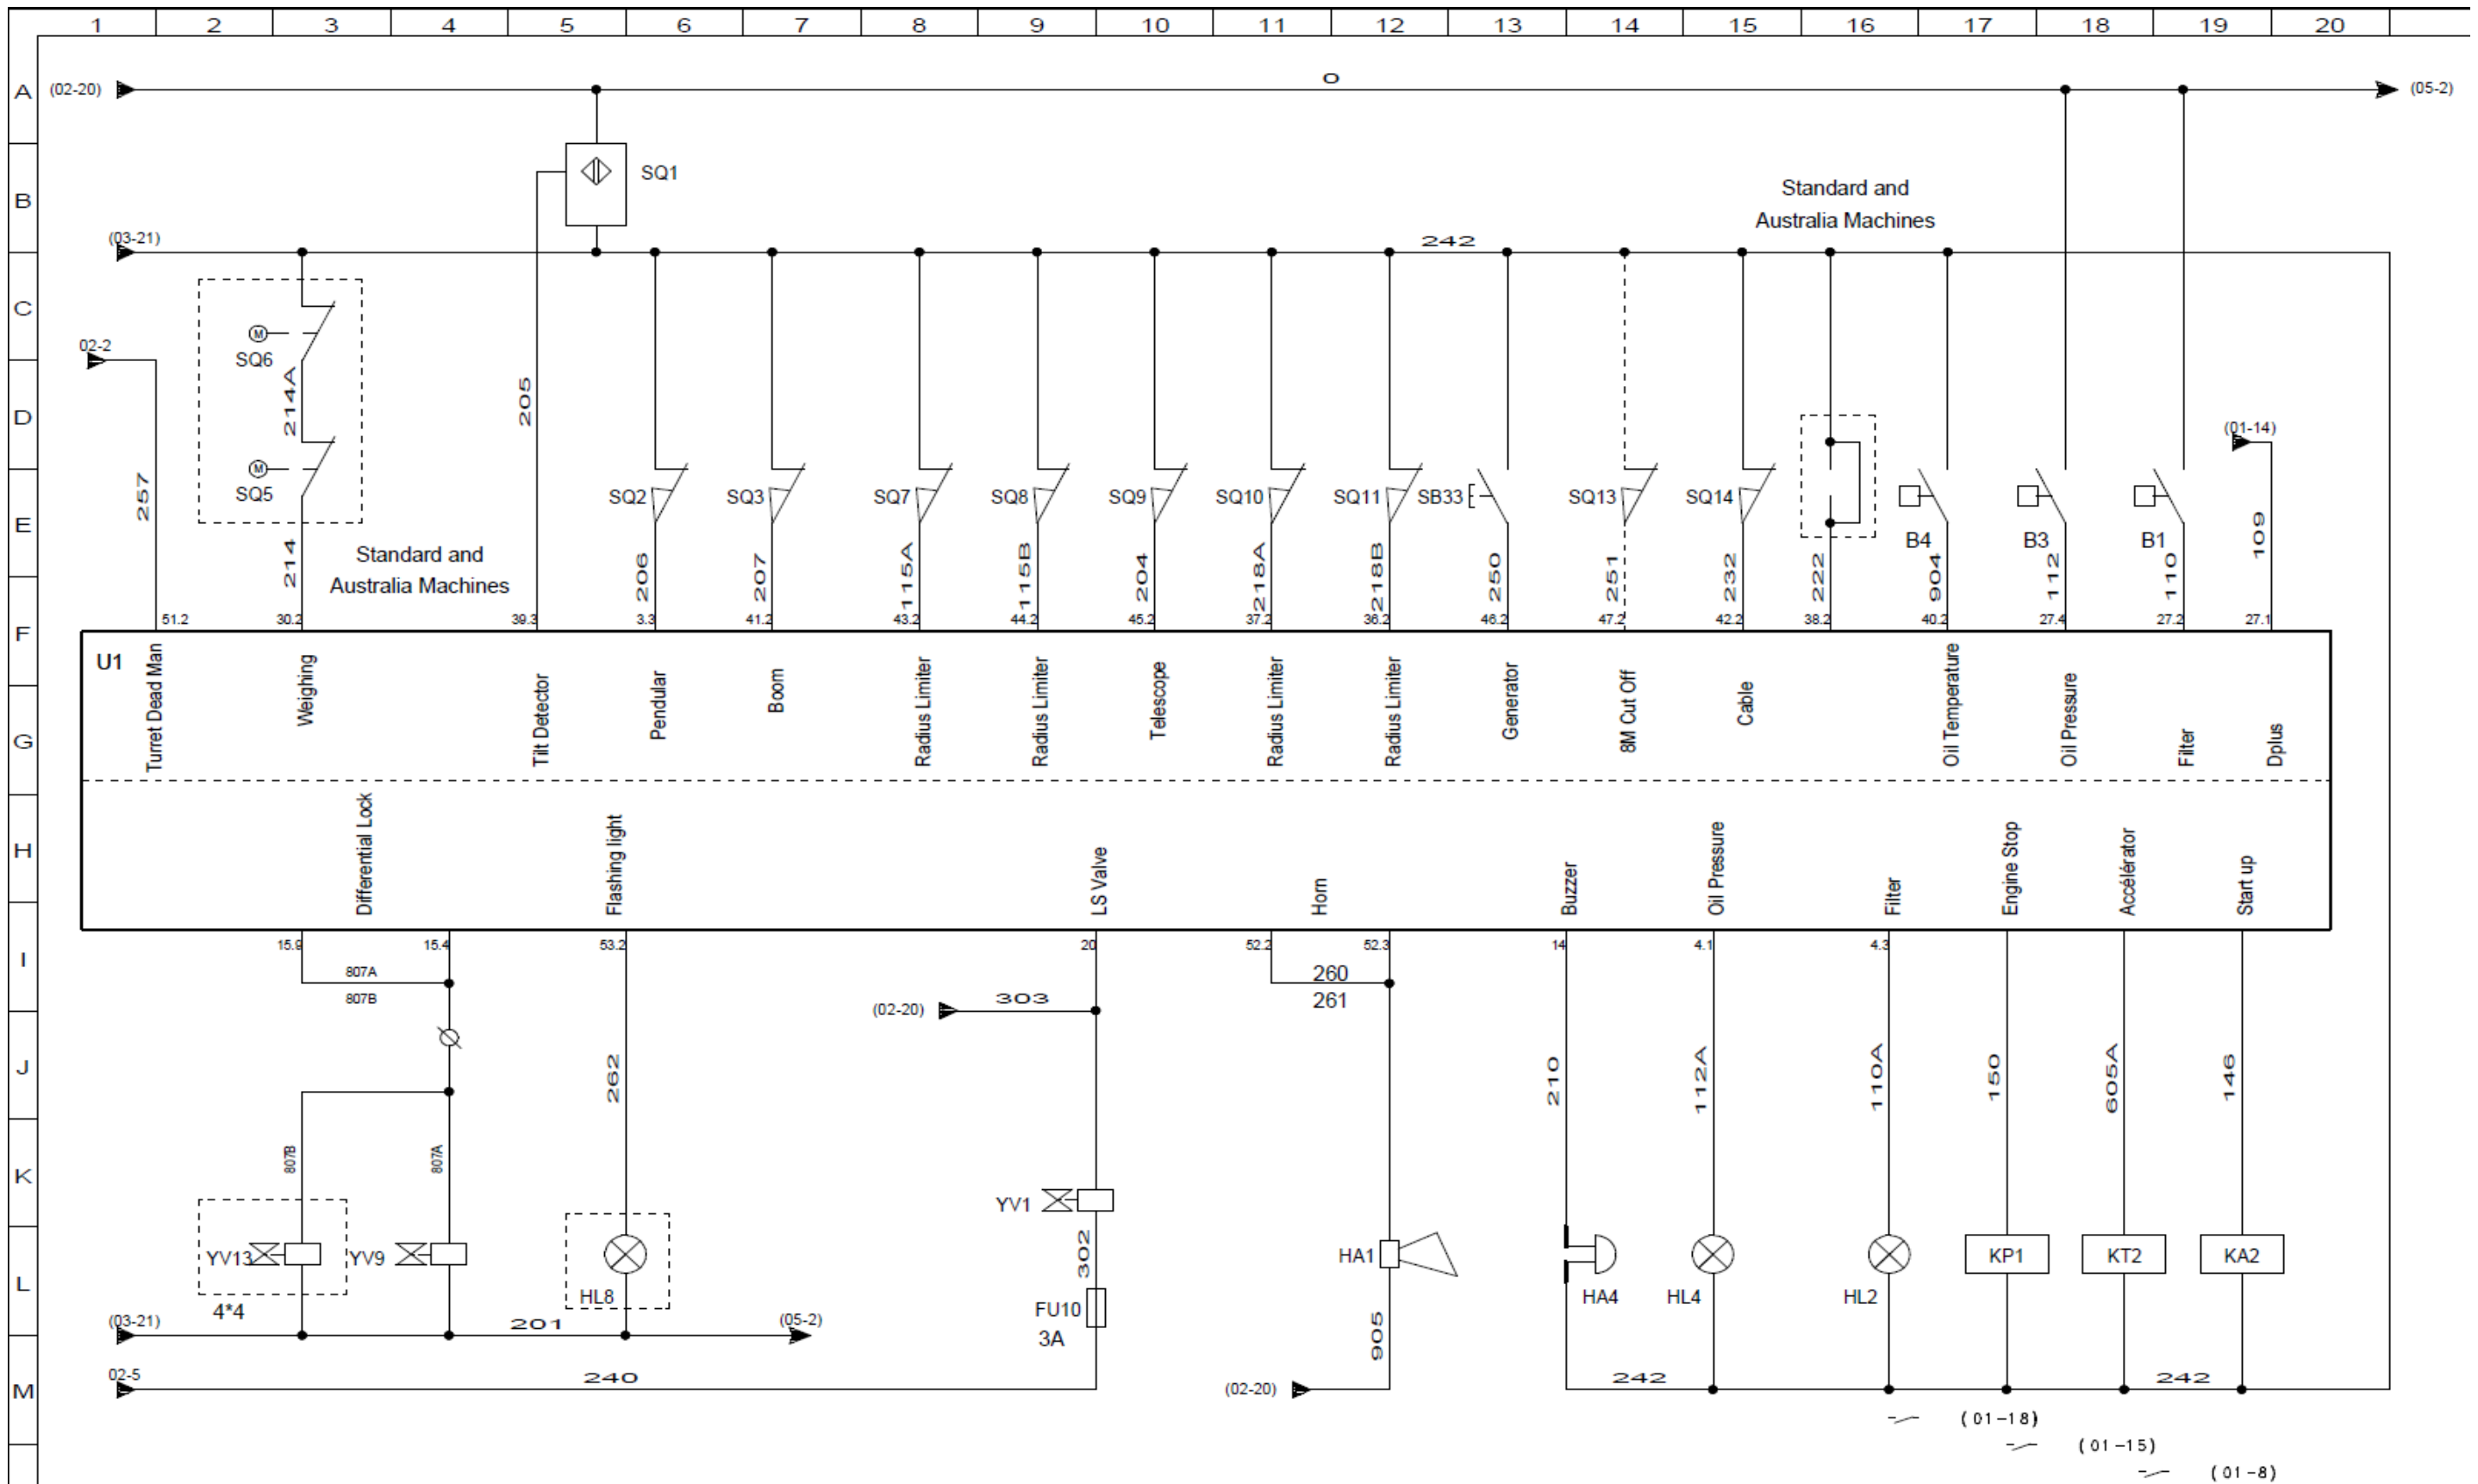 1 2 3 4 5 6 7 8 9 10 11 12 13 14 15 16 17 18 19 20
A (02-20) 0 (05-2)
B SQ1 Standard and
Australia Machines
(03-21) 242
C
SQ6
02-2
D 214A 205 (01-14)
SQ5 SQ2 SQ3 SQ7 SQ8 SQ9 SQ10 SQ11 SB33 SQ13 SQ14
M
M
E 257 B4 B3 B1 109
214 Standard and
Australia Machines
206 207 115A 115B 204 218A 218B 250 251 232 222 904 112 110
F 51.2 30.2 39.3 3.3 41.2 43.2 44.2 45.2 37.2 36.2 46.2 47.2 42.2 38.2 40.2 27.4 27.2 27.1
U1
G Turret Dead Man
Weighing
Tilt Detector
Pendular
Boom
Radius Limiter
Radius Limiter
Telescope
Radius Limiter
Radius Limiter
Generator
8M Cut Off
Cable
Oil Temperature
Oil Pressure
Filter
Dplus
H Differential Lock
Flashing light
LS Valve
Horn
Buzzer
Oil Pressure
Filter
Engine Stop
Accélérator
Start up
I 15.9 15.4 53.2 20 52.2 52.3 14 4.1 4.3
807A 260
807B 261
(02-20) 303
J 262 210 112A 110A 150 605A 146
K 807B 807A
YV1
L YV13 YV9 302 HA1 KP1 KT2 KA2
HL8 HA4 HL4 HL2
4*4 FU10
3A
(03-21) 201 (05-2) 905
M 02-5 240 (02-20) 242 242
(01-18)
(01-15)
(01-8)